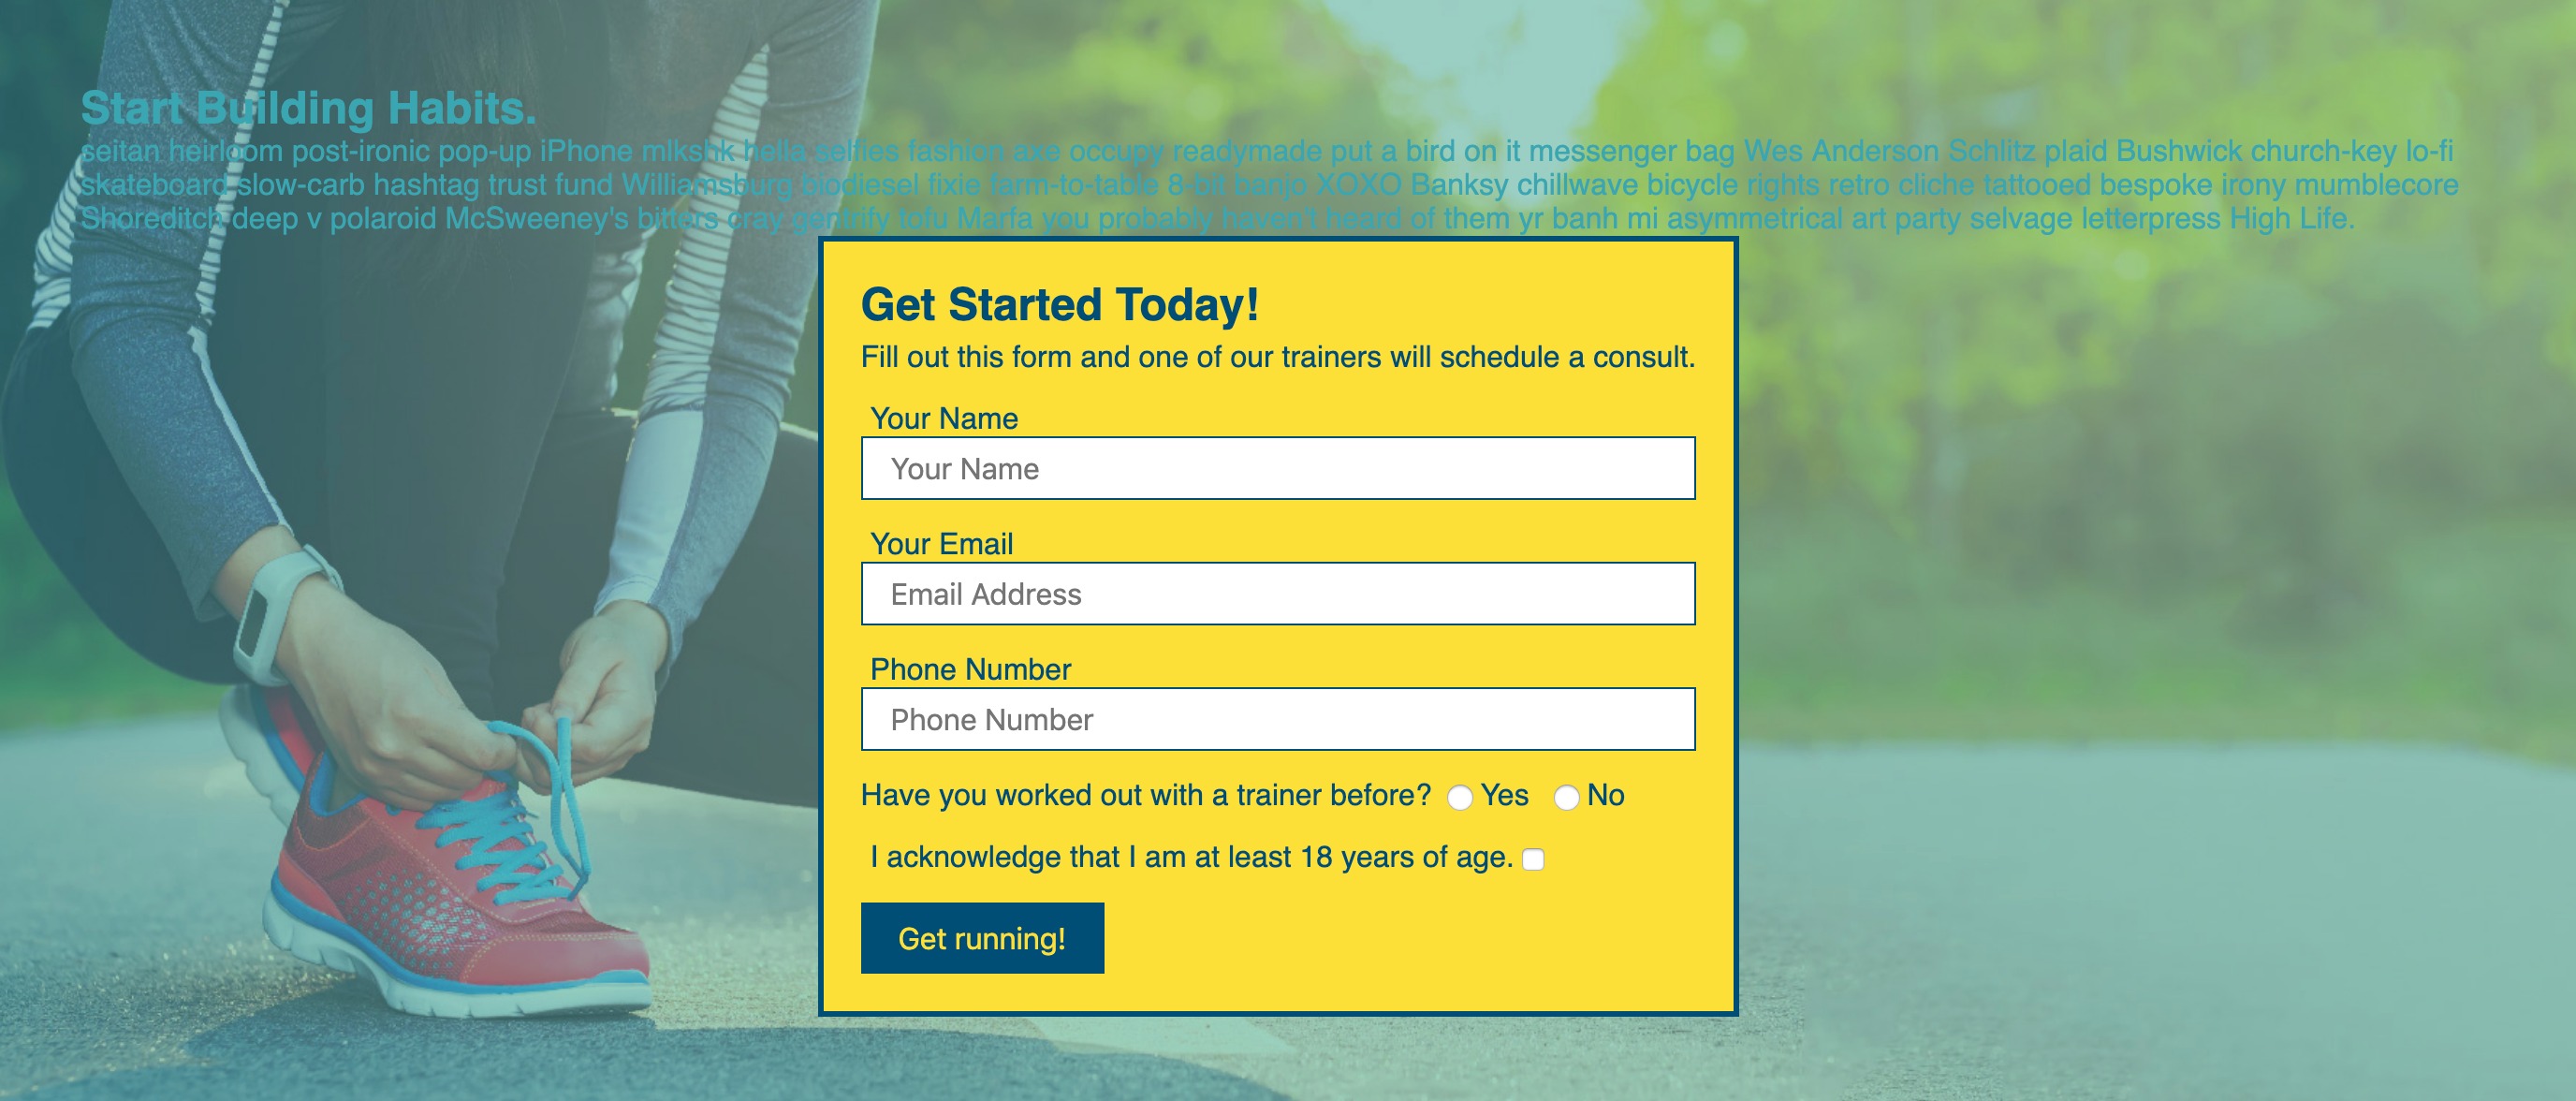 Start Building Habits.
seitan heirloom post-ironic pop-up iPhone mlkshk hella selfies fashion axe occupy readymade put a bird on it messenger bag Wes Anderson Schlitz plaid Bushwick church-key lo-fi
skateboard slow-carb hashtag trust fund Williamsburg biodiesel fixie farm-to-table 8-bit banjo XOXO Banksy chillwave bicycle rights retro cliche tattooed bespoke irony mumblecore
Shoreditch deep v polaroid McSweeney's bitters cray gentrify tofu Marfa you probably haven't heard of them yr banh mi asymmetrical art party selvage letterpress High Life.
Get Started Today!
Fill out this form and one of our trainers will schedule a consult.
Your Name
Your Name
Your Email
Email Address
Phone Number
Phone Number
Have you worked out with a trainer before? Yes No
I acknowledge that I am at least 18 years of age.
Get running!